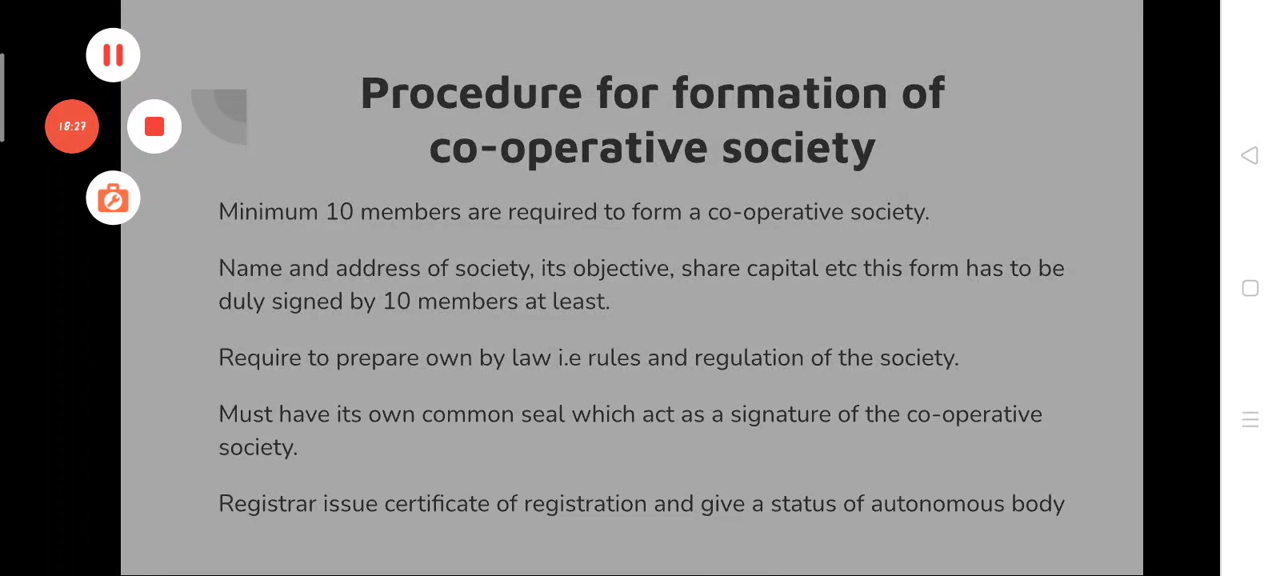 Procedure for formation of
co-operative society
18:27
Minimum 10 members are required to form a co-operative society.
Name and address of society, its objective, share capital etc this form has to be
duly signed by 10 members at least.
Require to prepare own by law i.e rules and regulation of the society.
Must have its own common seal which act as a signature of the co-operative
society.
Registrar issue certificate of registration and give a status of autonomous body